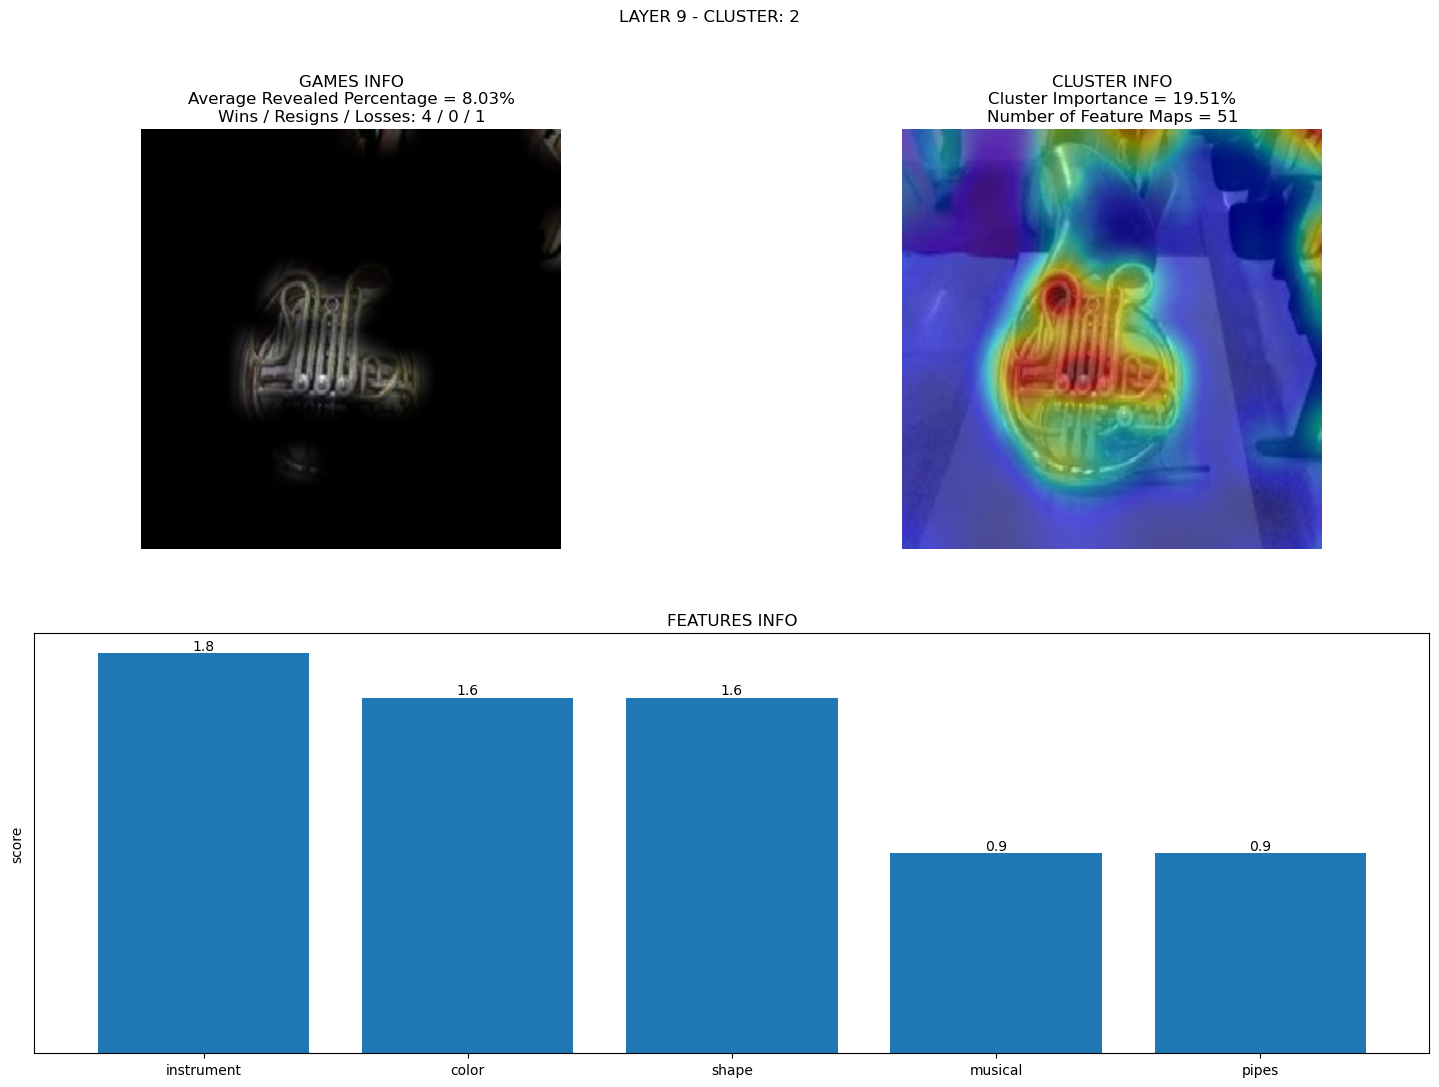 LAYER 9 - CLUSTER: 2
GAMES INFO
Average Revealed Percentage = 8.03%
Wins / Resigns / Losses: 4 / 0 / 1
CLUSTER INFO
Cluster Importance = 19.51%
Number of Feature Maps = 51
FEATURES INFO
score
1.8
1.6
1.6
0.9
0.9
instrument
color
shape
musical
pipes